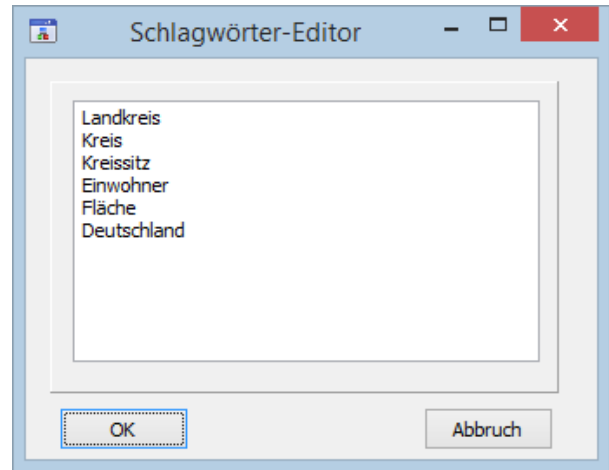 Schlagwörter-Editor
Landkreis
Kreis
Kreissitz
Einwohner
Fläche
Deutschland
OK
Abbruch